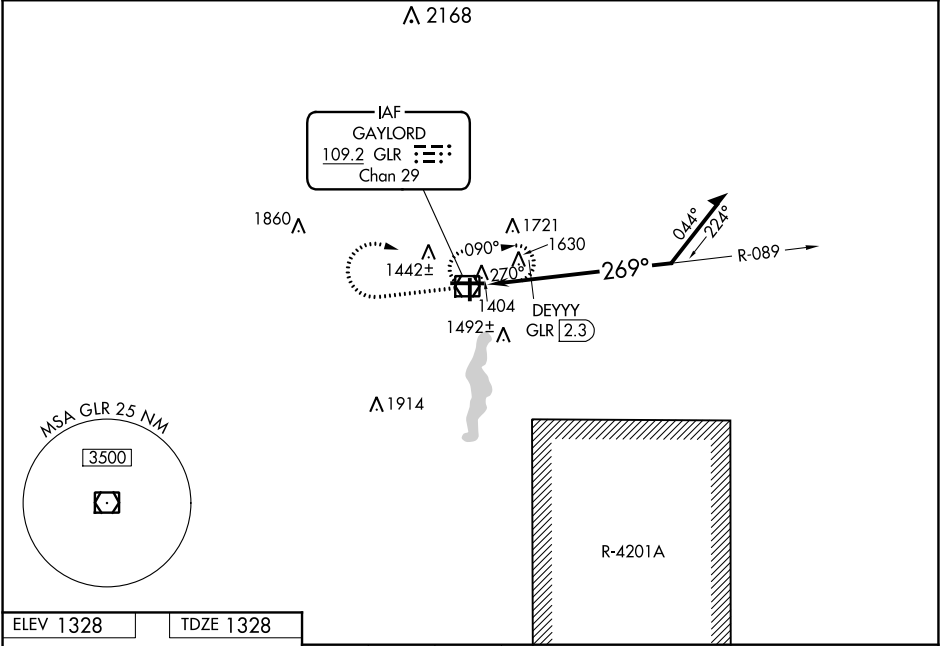 2168
IAF
GAYLORD
109.2 GLR
Chan 29
1860
1721
044°
224°
090°
1630
1442±
270°
269°
R-089
1404
DEYYY
1492±
GLR 2.3
1914
MSA GLR 25 NM
3500
R-4201A
ELEV 1328
TDZE 1328